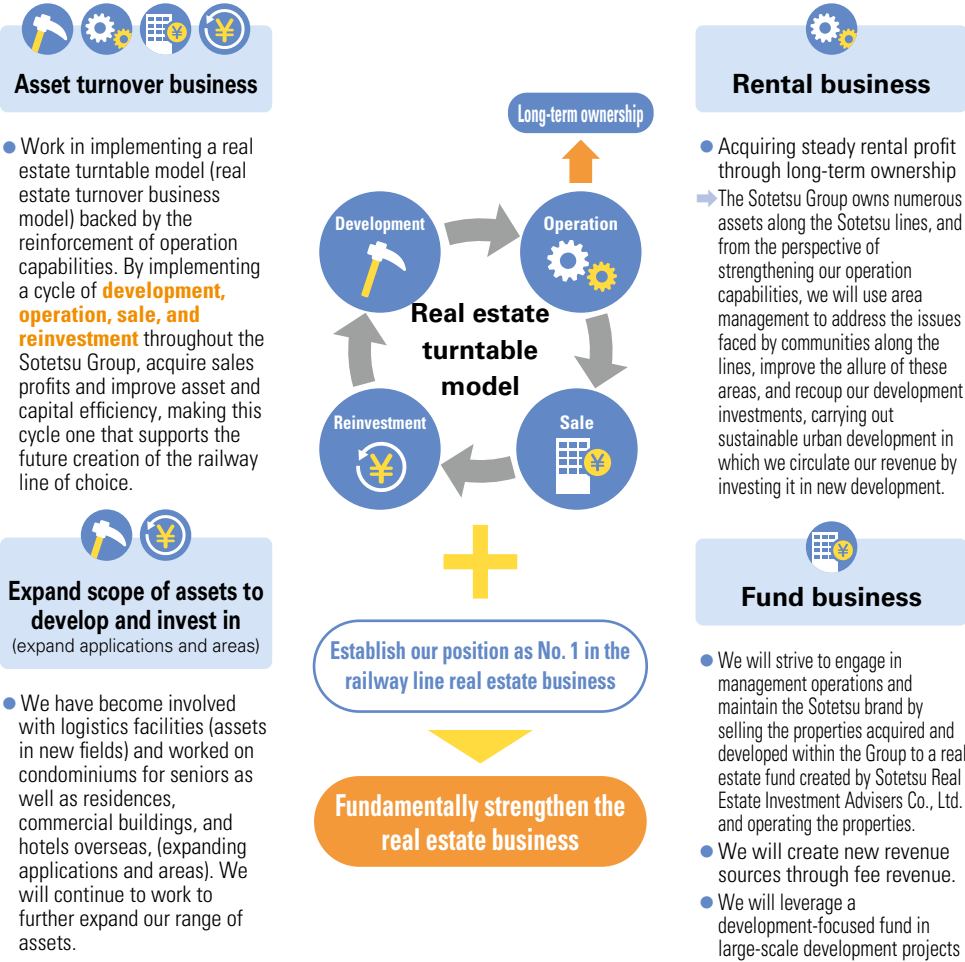 Asset turnover business
Work in implementing a real
estate turntable model (real
estate turnover business
model) backed by the
reinforcement of operation
capabilities. By implementing
a cycle of development,
operation, sale, and
reinvestment throughout the
Sotetsu Group, acquire sales
profits and improve asset and
capital efficiency, making this
cycle one that supports the
future creation of the railway
line of choice.
Expand scope of assets to
develop and invest in
(expand applications and areas)
We have become involved
with logistics facilities (assets
in new fields) and worked on
condominiums for seniors as
well as residences,
commercial buildings, and
hotels overseas, (expanding
applications and areas). We
will continue to work to
further expand our range of
assets.
Long-term ownership
Development
Operation
Real estate
turntable
model
Reinvestment
Sale
Establish our position as No. 1 in the
railway line real estate business
Fundamentally strengthen the
real estate business
Rental business
Acquiring steady rental profit
through long-term ownership
The Sotetsu Group owns numerous
assets along the Sotetsu lines, and
from the perspective of
strengthening our operation
capabilities, we will use area
management to address the issues
faced by communities along the
lines, improve the allure of these
areas, and recoup our development
investments, carrying out
sustainable urban development in
which we circulate our revenue by
investing it in new development.
Fund business
We will strive to engage in
management operations and
maintain the Sotetsu brand by
selling the properties acquired and
developed within the Group to a real
estate fund created by Sotetsu Real
Estate Investment Advisers Co., Ltd.
and operating the properties.
We will create new revenue
sources through fee revenue.
We will leverage a
development-focused fund in
large-scale development projects